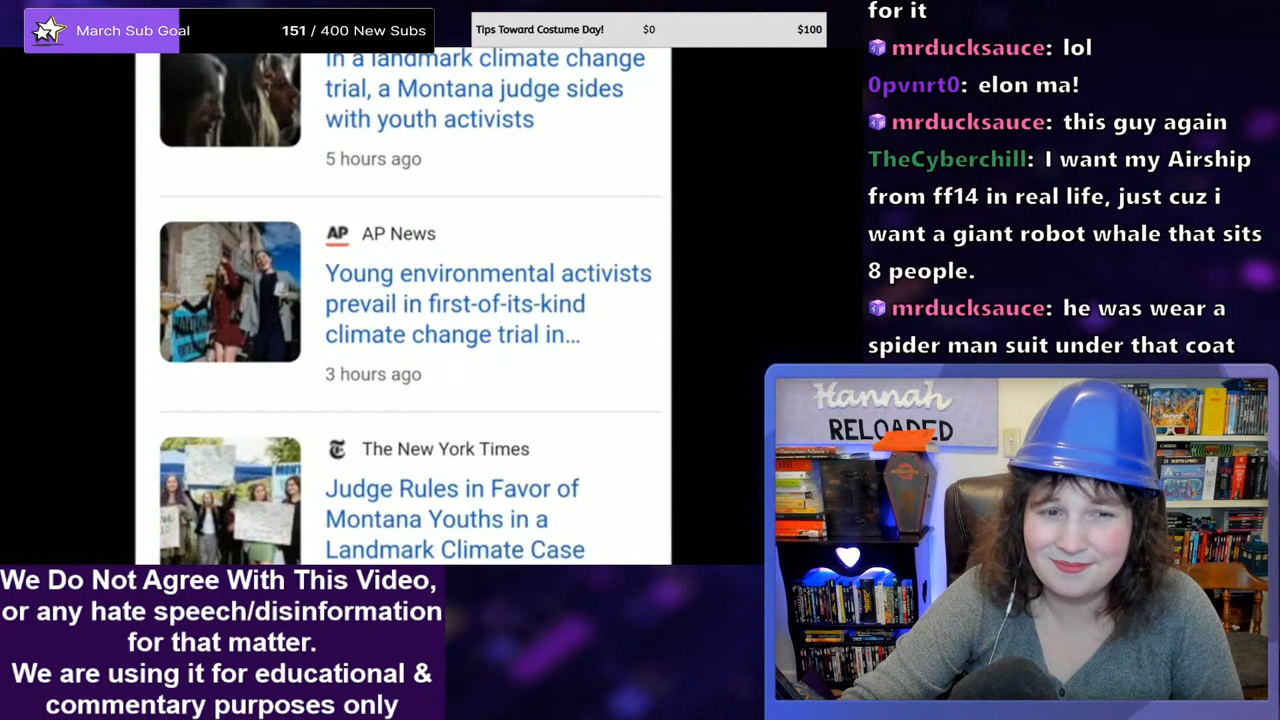 March Sub Goal
151 / 400 New Subs
Tips Toward Costume Day!
$0
$100
In a landmark climate change
trial, a Montana judge sides
with youth activists
5 hours ago
AP
AP News
Young environmental activists
prevail in first-of-its-kind
climate change trial in...
3 hours ago
The New York Times
Judge Rules in Favor of
Montana Youths in a
Landmark Climate Case
We Do Not Agree With This Video,
or any hate speech/disinformation
for that matter.
We are using it for educational &
commentary purposes only
for it
mrducksauce: lol
0pvnrt0: elon ma!
mrducksauce: this guy again
TheCyberchill: I want my Airship
from ff14 in real life, just cuz i
want a giant robot whale that sits
8 people.
mrducksauce: he was wear a
spider man suit under that coat
Hannah
RELOADED